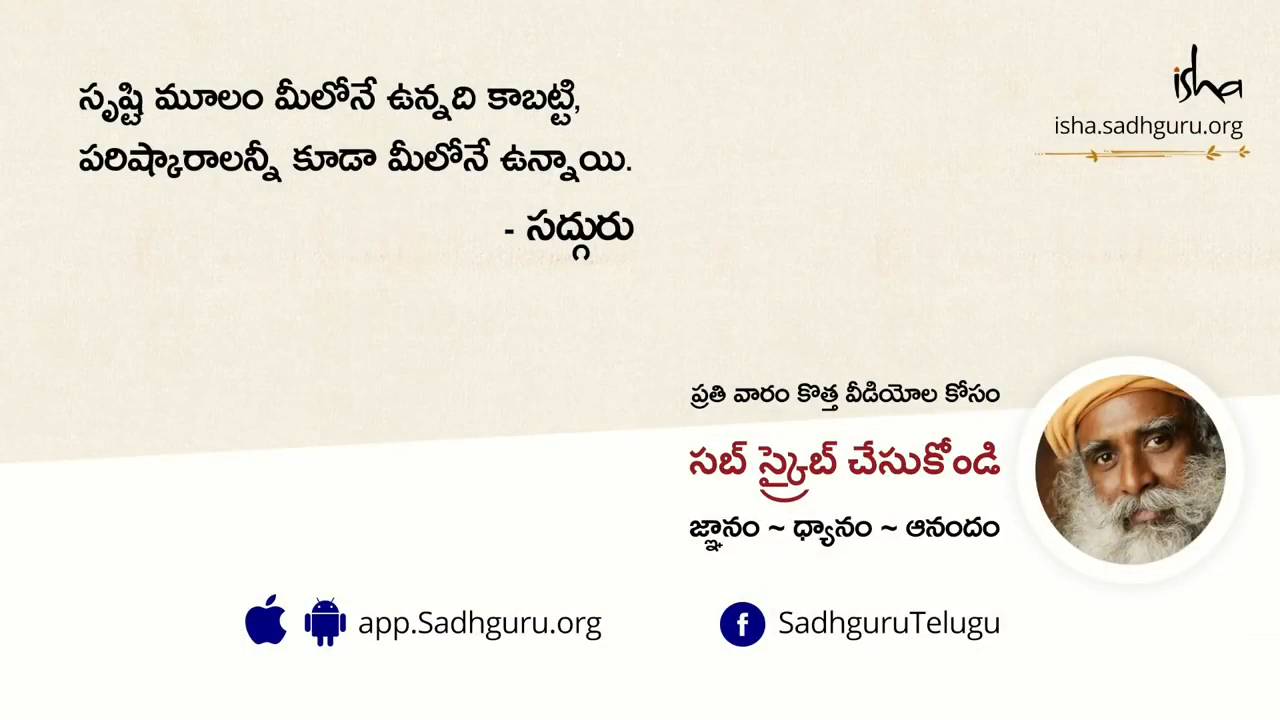 సృష్టి మూలం మీలోనే ఉన్నది కాబట్టి,
పరిష్కారాలన్నీ కూడా మీలోనే ఉన్నాయి.
- సద్గురు
isha
isha.sadhguru.org
ప్రతి వారం కొత్త వీడియోల కోసం
సబ్ స్క్రైబ్ చేసుకోండి
జ్ఞానం ~ ధ్యానం ~ ఆనందం
app.Sadhguru.org
f SadhguruTelugu